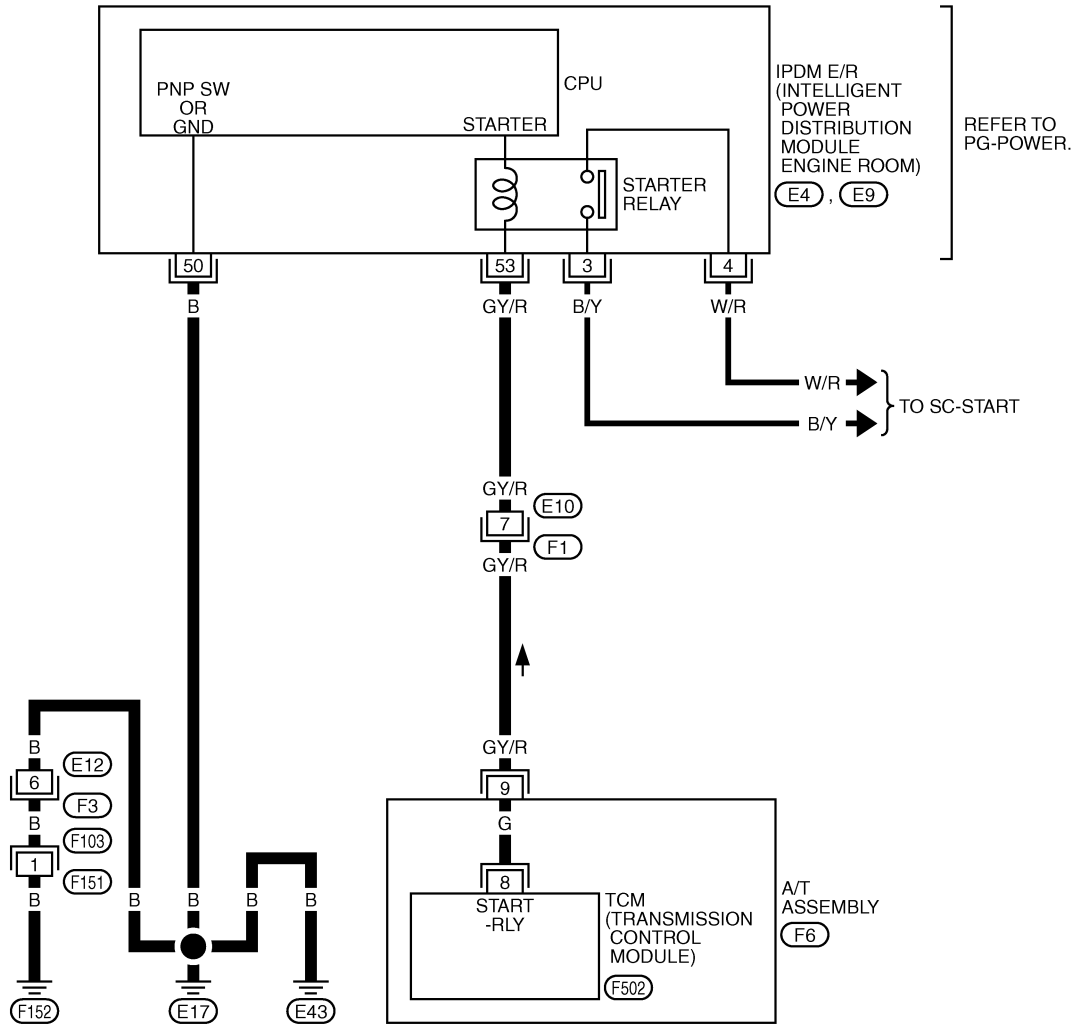 PNP SW
OR
GND
STARTER
CPU
STARTER
RELAY
IPDM E/R
(INTELLIGENT
POWER
DISTRIBUTION
MODULE
ENGINE ROOM)
E4 , E9
REFER TO
PG-POWER.
50
53
3
4
B
GY/R
B/Y
W/R
W/R
B/Y
TO SC-START
GY/R
E10
7
F1
GY/R
GY/R
9
G
8
START
-RLY
TCM
(TRANSMISSION
CONTROL
MODULE)
F502
A/T
ASSEMBLY
F6
B
E12
6
F3
B
F103
1
F151
B
B
B
B
B
F152
E17
E43